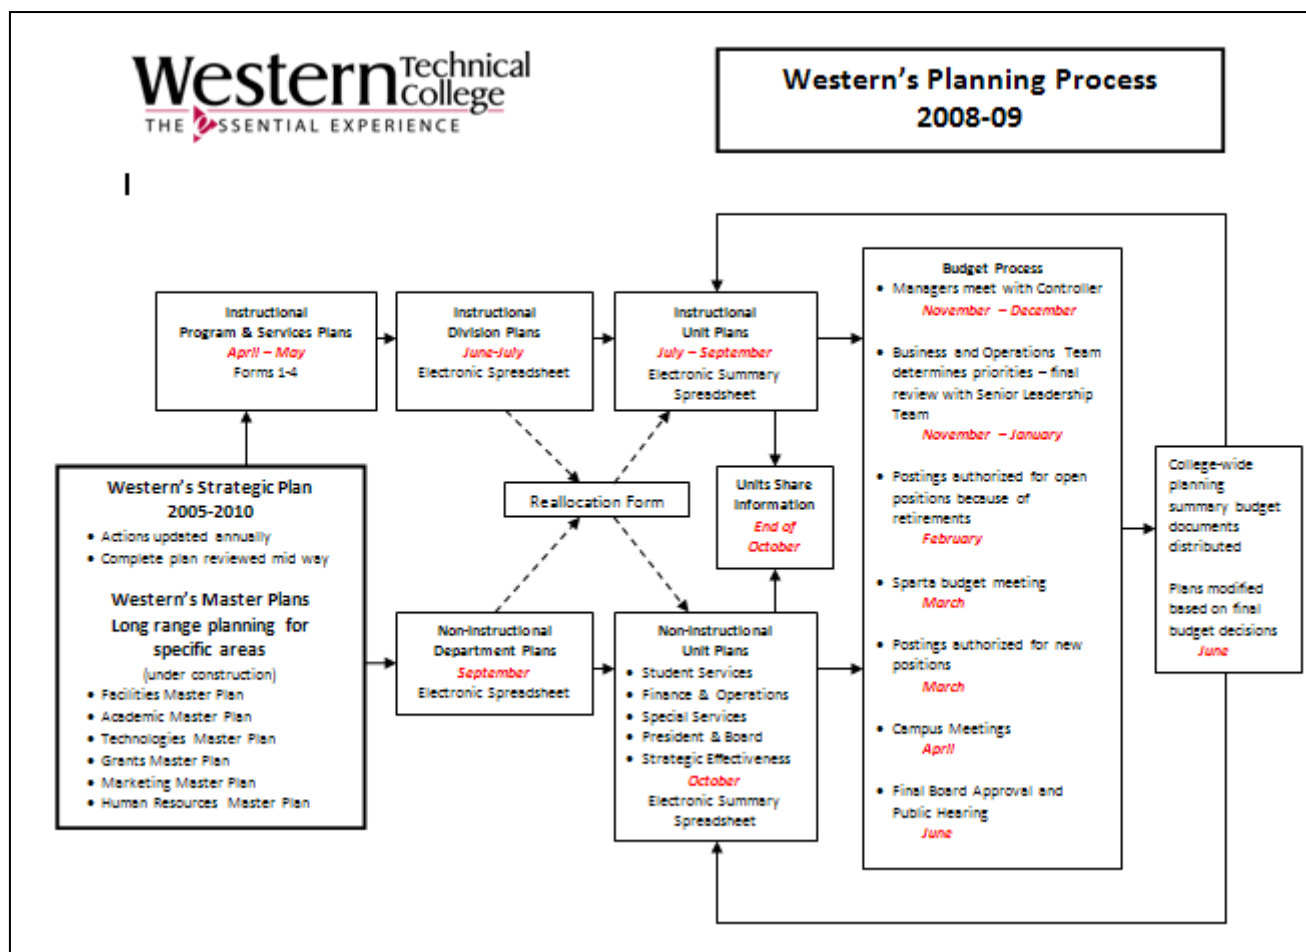 Western Technical College
THE eSSENTIAL EXPERIENCE
Western's Planning Process
2008-09
Instructional
Program & Services Plans
April – May
Forms 1-4
Instructional
Division Plans
June-July
Electronic Spreadsheet
Instructional
Unit Plans
July – September
Electronic Summary
Spreadsheet
Budget Process
• Managers meet with Controller
November – December
• Business and Operations Team
determines priorities – final
review with Senior Leadership
Team
November – January
• Postings authorized for open
positions because of
retirements
February
• Sparta budget meeting
March
• Postings authorized for new
positions
March
• Campus Meetings
April
• Final Board Approval and
Public Hearing
June
College-wide
planning
summary budget
documents
distributed
Plans modified
based on final
budget decisions
June
Western's Strategic Plan
2005-2010
• Actions updated annually
• Complete plan reviewed mid way
Western's Master Plans
Long range planning for
specific areas
(under construction)
• Facilities Master Plan
• Academic Master Plan
• Technologies Master Plan
• Grants Master Plan
• Marketing Master Plan
• Human Resources Master Plan
Reallocation Form
Units Share
Information
End of
October
Non-Instructional
Department Plans
September
Electronic Spreadsheet
Non-Instructional
Unit Plans
• Student Services
• Finance & Operations
• Special Services
• President & Board
• Strategic Effectiveness
October
Electronic Summary
Spreadsheet